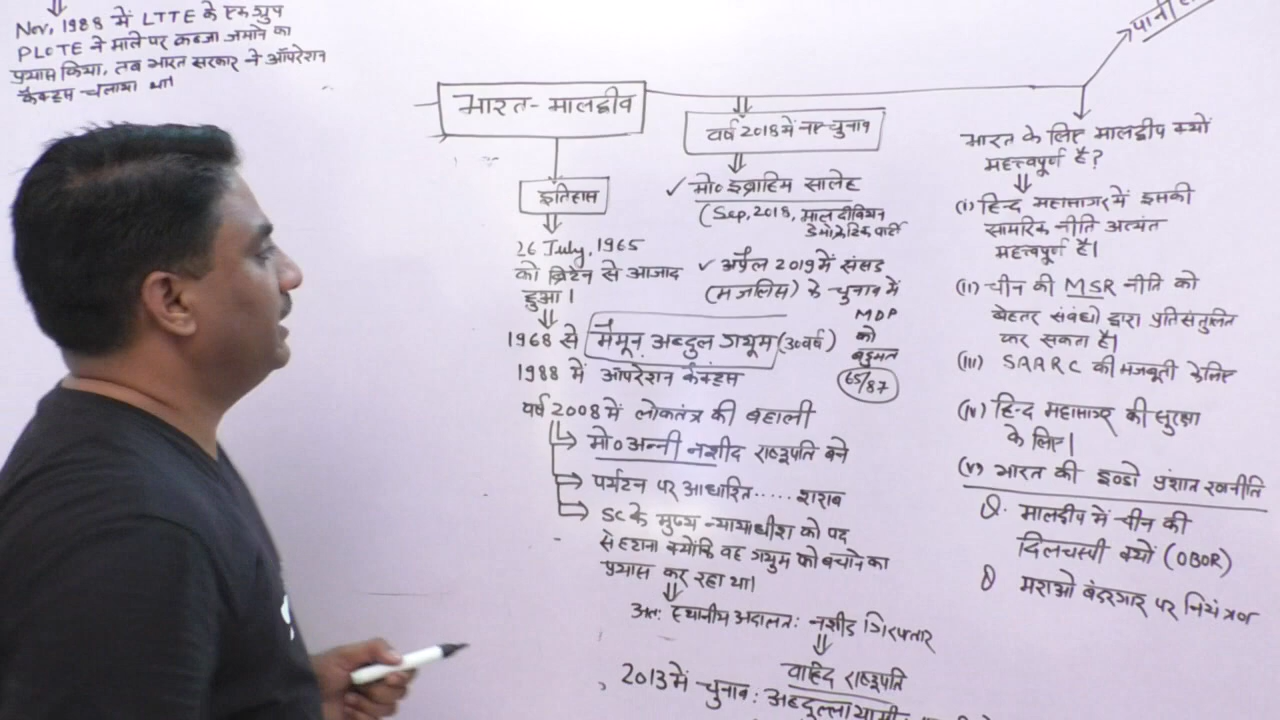 Nov, 1988 में LTTE के एक ग्रुप
PLOTE ने माले पर कब्जा जमाने का
प्रयास किया, तब भारत सरकार ने ऑपरेशन
कैक्टस चलाया था।
भारत-मालद्वीव
इतिहास
26 July, 1965
को ब्रिटेन से आजाद
हुआ।
1968 से मैमून अब्दुल गयूम (30वर्ष)
1988 में ऑपरेशन कैक्टस
वर्ष 2008 में लोकतंत्र की बहाली
मो० अन्नी नशीद राष्ट्रपति बने
पर्यटन पर आधारित..... शराब
SC के मुख्य न्यायाधीश को पद
से हटाना क्योंकि वह गयुम को बचाने का
प्रयास कर रहा था।
अतः स्थानीय अदालतः नशीद गिरफ्तार
वाहिद राष्ट्रपति
2013 में चुनाव: अब्दुल्ला यामी
वर्ष 2018 में नए चुनाव
✓ मो० इब्राहिम सालेह
(Sep, 2018, मालदीवियन
डेमोक्रेटिक पार्टी
✓ अप्रैल 2019 में संसद
(मजलिस) के चुनाव में
MDP
को
बहुमत
65/87
पानी
भारत के लिए मालद्वीप क्यों
महत्त्वपूर्ण है?
(i) हिन्द महासागर में इसकी
सामरिक नीति अत्यंत
महत्त्वपूर्ण है।
(ii) चीन की MSR नीति को
बेहतर संबंधो द्वारा प्रतिसंतुलित
कर सकता है।
(iii) SAARC की मजबूती के लिए
(iv) हिन्द महासागर की सुरक्षा
के लिए।
(v) भारत की इण्डो प्रशांत रणनीति
Q. मालदीप में चीन की
दिलचस्पी क्यों (OBOR)
Q मराओ बंदरगाह पर नियंत्रण